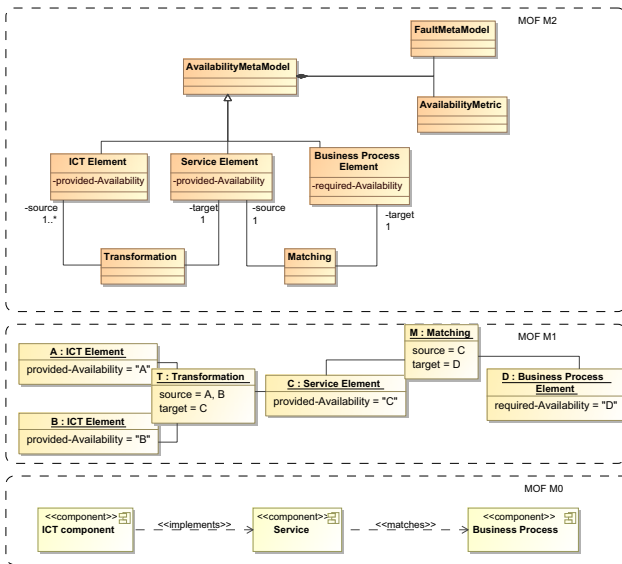 MOF M2
FaultMetaModel
AvailabilityMetaModel
AvailabilityMetric
ICT Element
-provided-Availability
Service Element
-provided-Availability
Business Process
Element
-required-Availability
-source
1..*
-target
1
-source
1
-target
1
Transformation
Matching
MOF M1
M : Matching
source = C
target = D
A : ICT Element
provided-Availability = "A"
T : Transformation
source = A, B
target = C
C : Service Element
provided-Availability = "C"
D : Business Process
Element
required-Availability = "D"
B : ICT Element
provided-Availability = "B"
MOF M0
<<component>>
ICT component
<<implements>>
<<component>>
Service
<<matches>>
<<component>>
Business Process